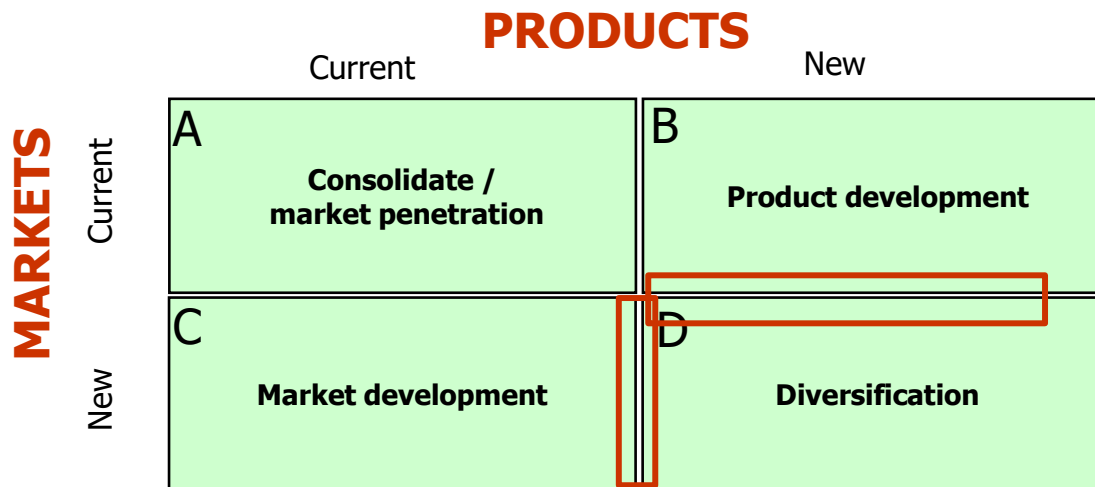 PRODUCTS
Current
New
MARKETS
Current
New
A
Consolidate /
market penetration
B
Product development
C
Market development
D
Diversification